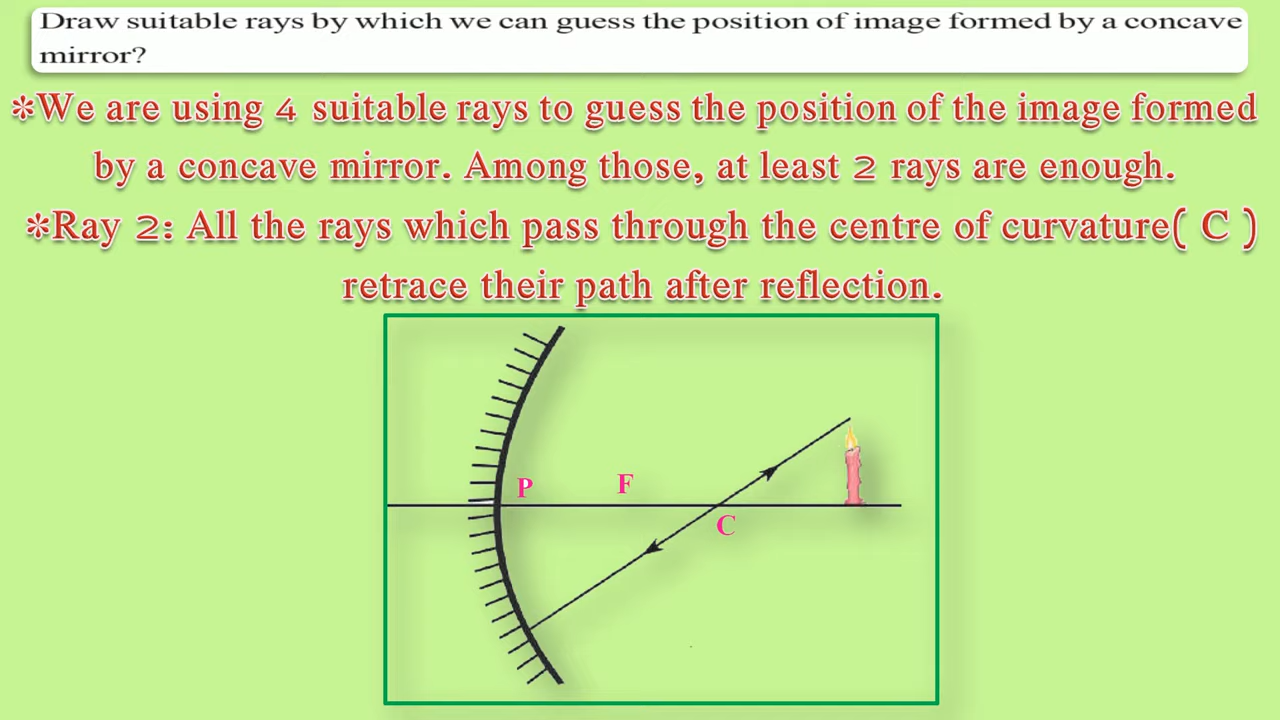 Draw suitable rays by which we can guess the position of image formed by a concave
mirror?
*We are using 4 suitable rays to guess the position of the image formed
by a concave mirror. Among those, at least 2 rays are enough.
*Ray 2: All the rays which pass through the centre of curvature( C )
retrace their path after reflection.
P
F
C